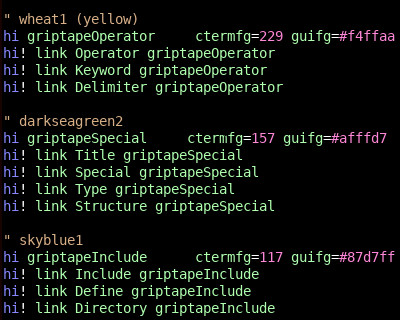 " wheat1 (yellow)
hi griptapeOperator     ctermfg=229 guifg=#f4ffaa
hi! link Operator griptapeOperator
hi! link Keyword griptapeOperator
hi! link Delimiter griptapeOperator

" darkseagreen2
hi griptapeSpecial     ctermfg=157 guifg=#afffd7
hi! link Title griptapeSpecial
hi! link Special griptapeSpecial
hi! link Type griptapeSpecial
hi! link Structure griptapeSpecial

" skyblue1
hi griptapeInclude      ctermfg=117 guifg=#87d7ff
hi! link Include griptapeInclude
hi! link Define griptapeInclude
hi! link Directory griptapeInclude